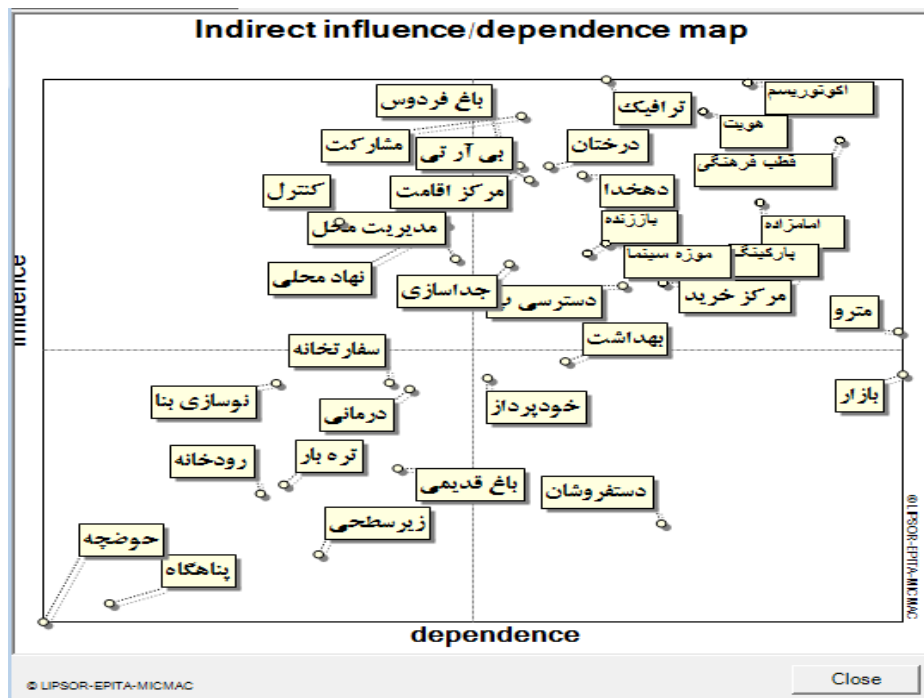 Indirect influence/dependence map
باغ فردوس
ترافیک
اکوتوریسم
هویت
مشارکت
بی آر تی
درختان
قطب فرهنگی
کنترل
مرکز اقامت
دهخدا
مدیریت محل
باززنده
امامزاده
نهاد محلی
جداسازی
دسترسی ب
موزه سینما
پارکینگ
مرکز خرید
مترو
influence
سفارتخانه
بهداشت
نوسازی بنا
درمانی
خودپرداز
بازار
رودخانه
تره بار
باغ قدیمی
دستفروشان
زیرسطحی
حوضچه
پناهگاه
dependence
©LIPSOR-EPITA-MICMAC
© LIPSOR-EPITA-MICMAC
Close